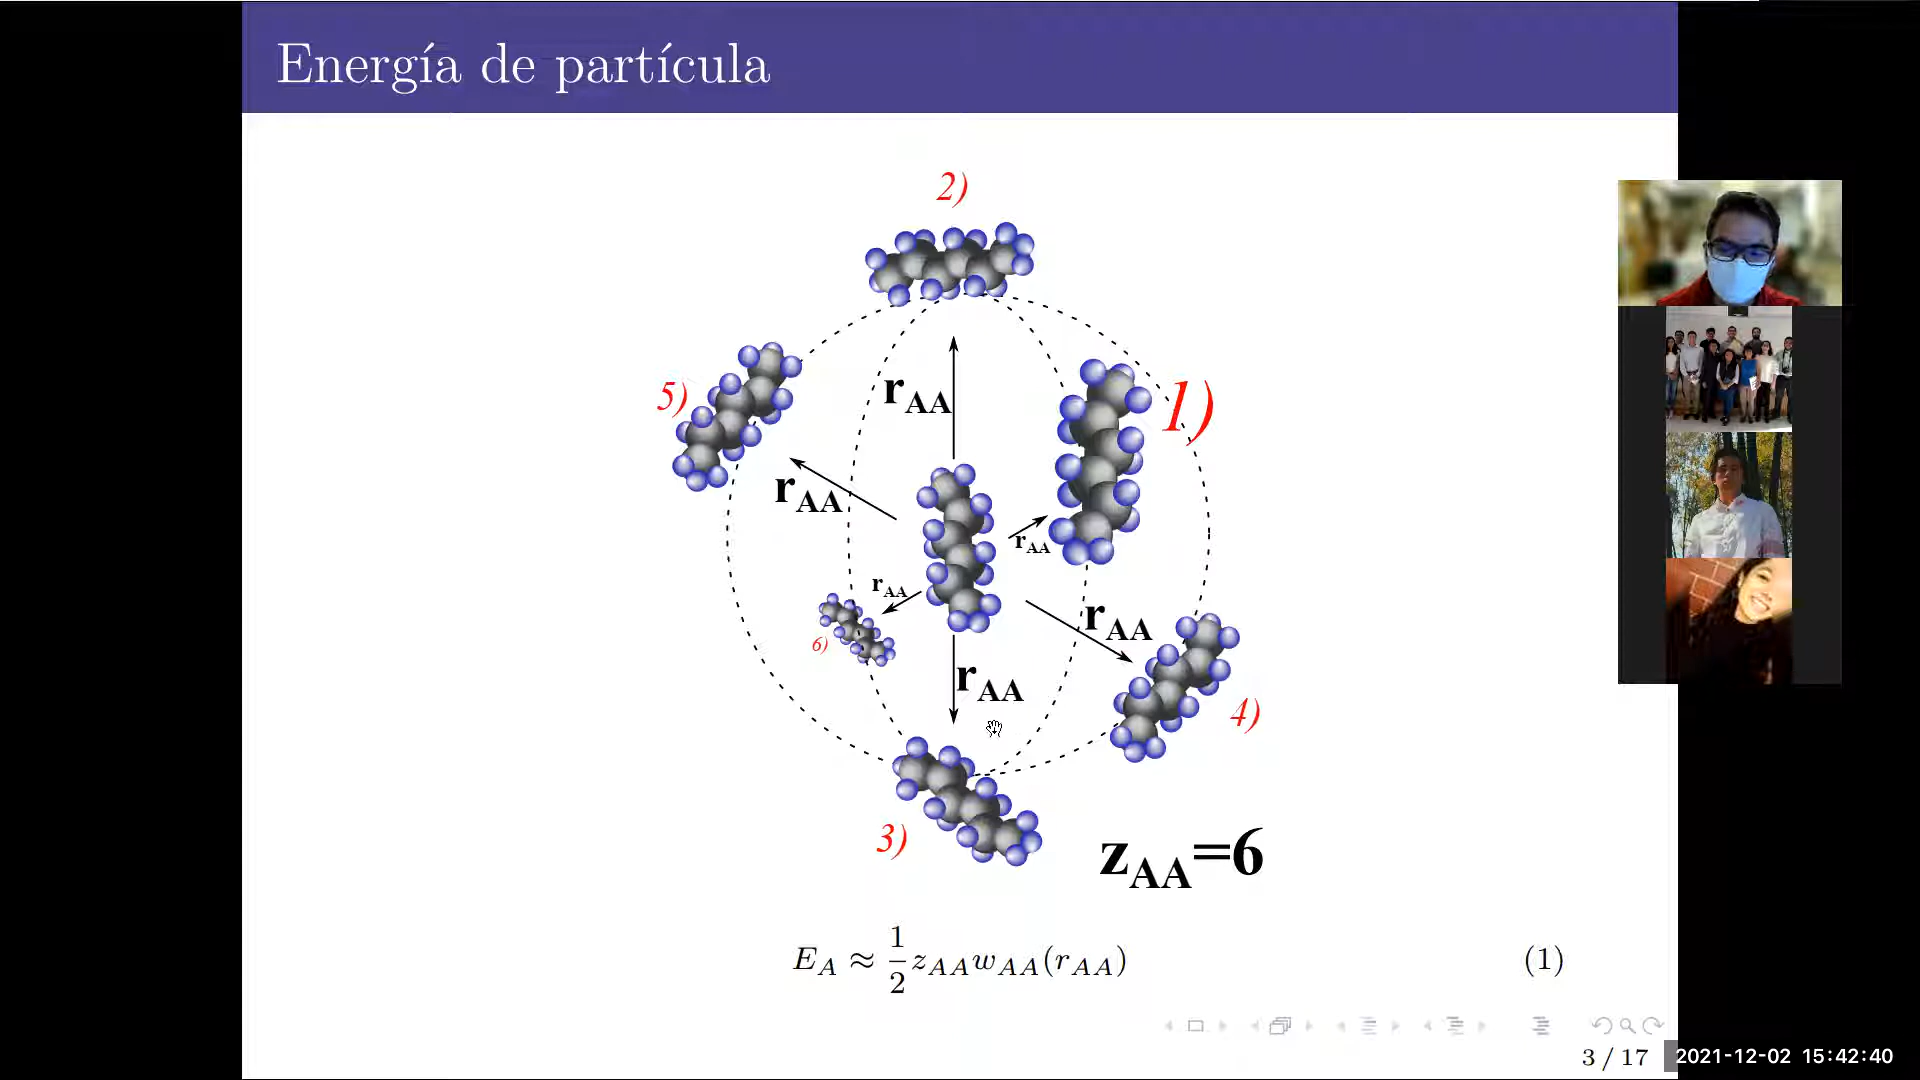 Energía de partícula
2)
5)
r_AA
1)
r_AA
r_AA
r_AA
6)
r_AA
r_AA
4)
3)
z_AA=6
E_A ≈ 1/2 z_AA w_AA(r_AA) (1)
3 / 17
2021-12-02 15:42:40